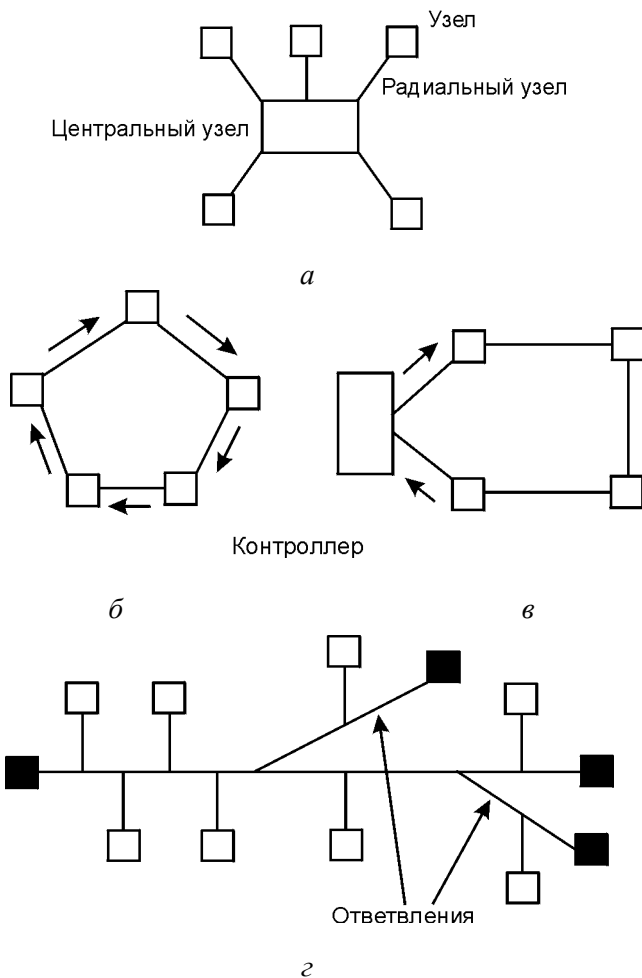 Узел
Радиальный узел
Центральный узел
а
Контроллер
б
в
Ответвления
г